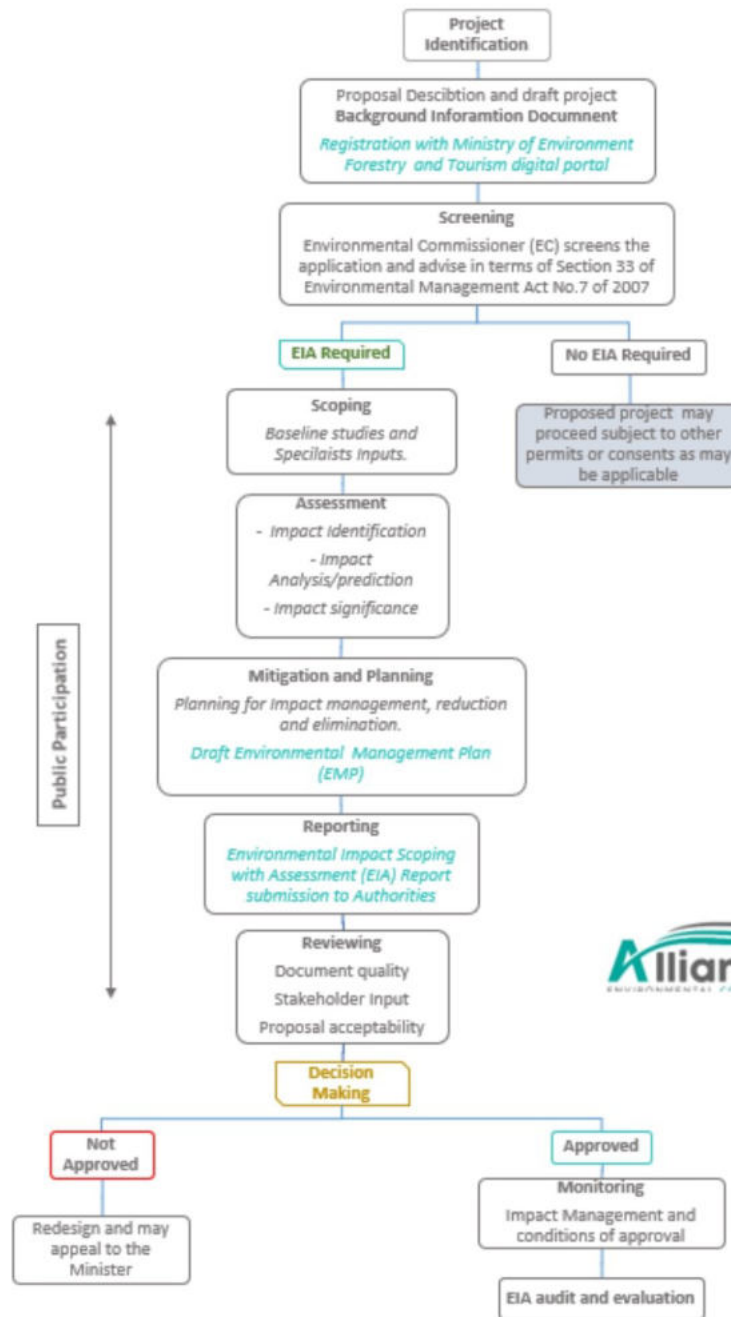 Project
Identification
Proposal Descibtion and draft project
Background Inforamtion Documnent
Registration with Ministry of Environment
Forestry and Tourism digital portal
Screening
Environmental Commissioner (EC) screens the
application and advise in terms of Section 33 of
Environmental Management Act No.7 of 2007
EIA Required
No EIA Required
Scoping
Baseline studies and
Specilaists Inputs.
Proposed project may
proceed subject to other
permits or consents as may
be applicable
Assessment
- Impact Identification
- Impact
Analysis/prediction
- Impact significance
Public Participation
Mitigation and Planning
Planning for Impact management, reduction
and elimination.
Draft Environmental Management Plan
(EMP)
Reporting
Environmental Impact Scoping
with Assessment (EIA) Report
submission to Authorities
Reviewing
Document quality
Stakeholder Input
Proposal acceptability
Allian
ENVIRONMENTAL CO
Decision
Making
Not
Approved
Approved
Redesign and may
appeal to the
Minister
Monitoring
Impact Management and
conditions of approval
EIA audit and evaluation